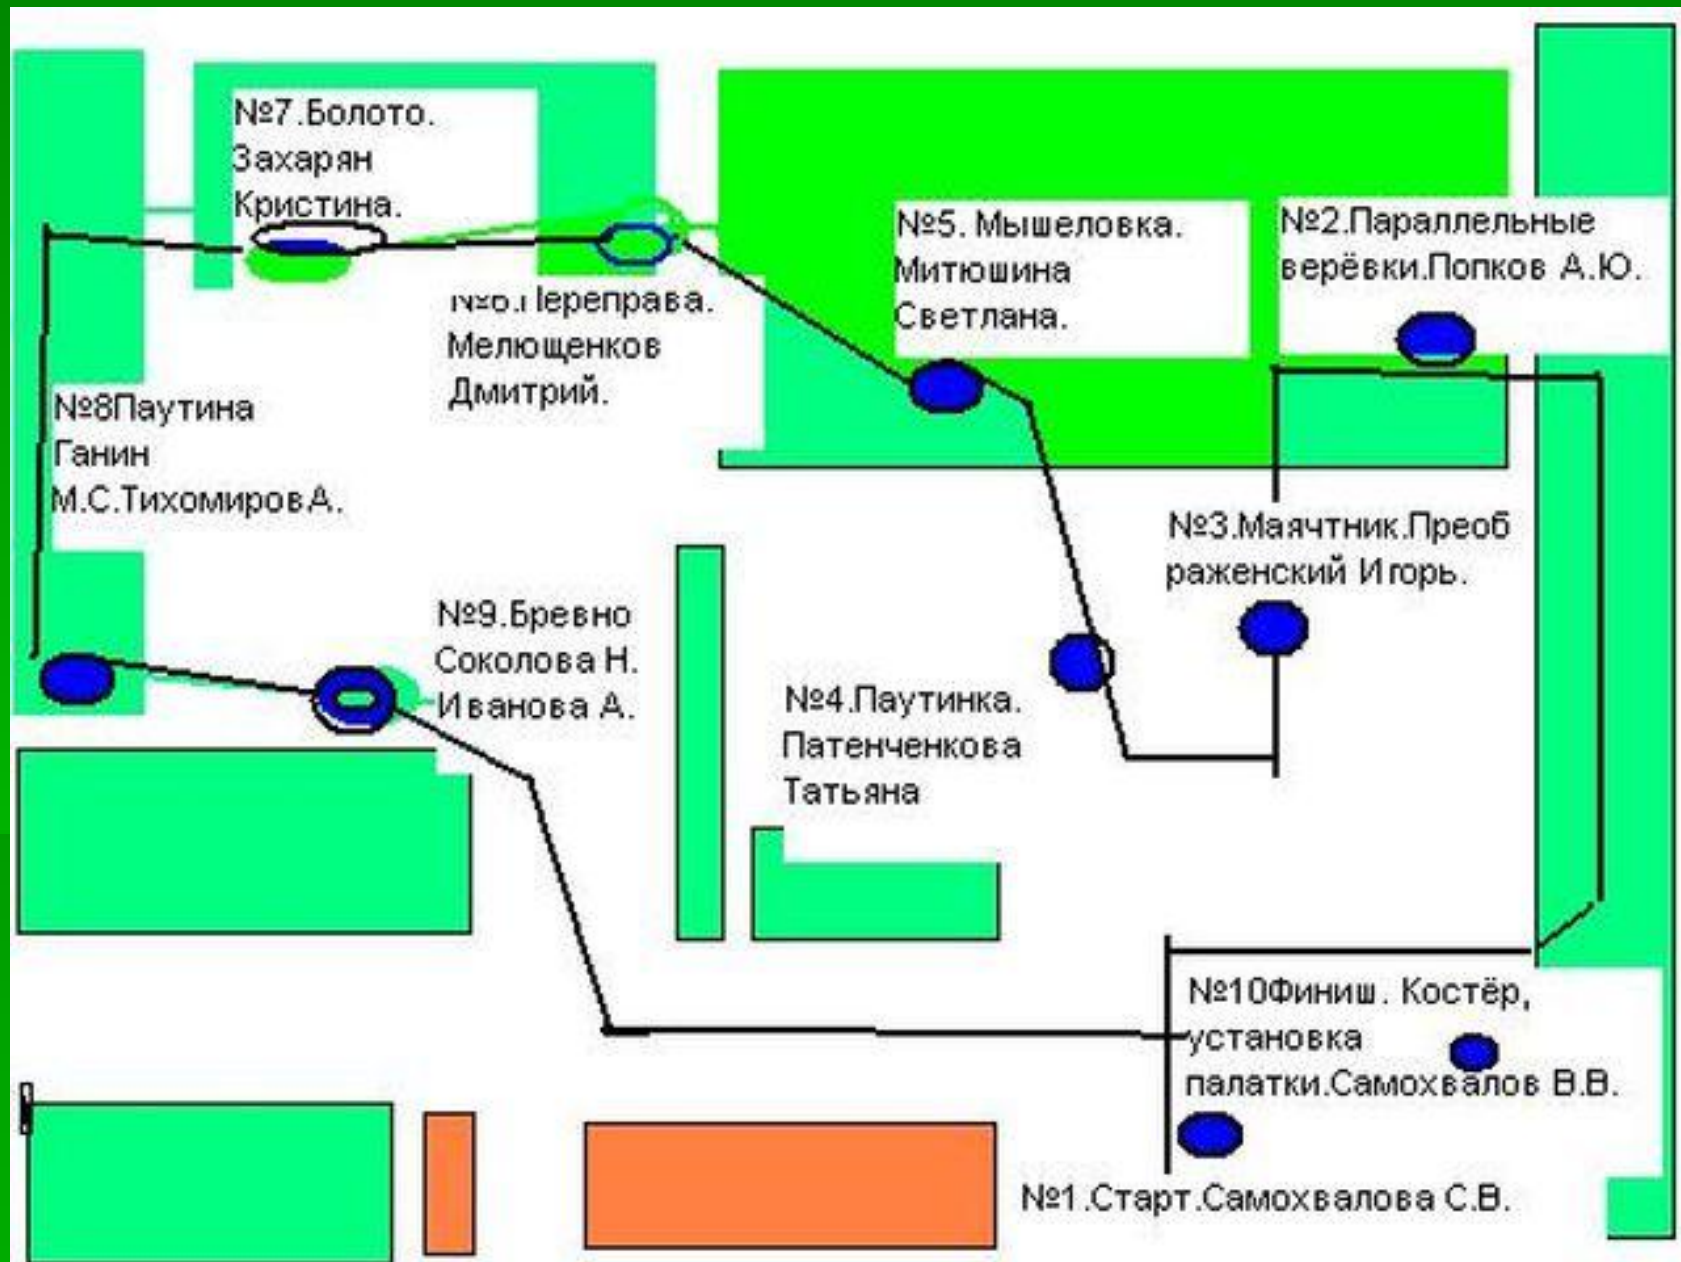 №7.Болото.
Захарян
Кристина.
№6.Переправа.
Мелющенков
Дмитрий.
№5. Мышеловка.
Митюшина
Светлана.
№2.Параллельные
верёвки.Попков А.Ю.
№8Паутина
Ганин
М.С.ТихомировА.
№3.Маячтник.Преоб
раженский Игорь.
№9.Бревно
Соколова Н.
Иванова А.
№4.Паутинка.
Патенченкова
Татьяна
№10Финиш. Костёр,
установка
палатки.Самохвалов В.В.
№1.Старт.Самохвалова С.В.